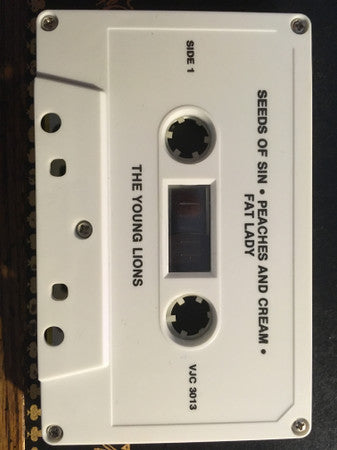 SEEDS OF SIN • PEACHES AND CREAM •
FAT LADY
SIDE 1
VJC 3013
THE YOUNG LIONS